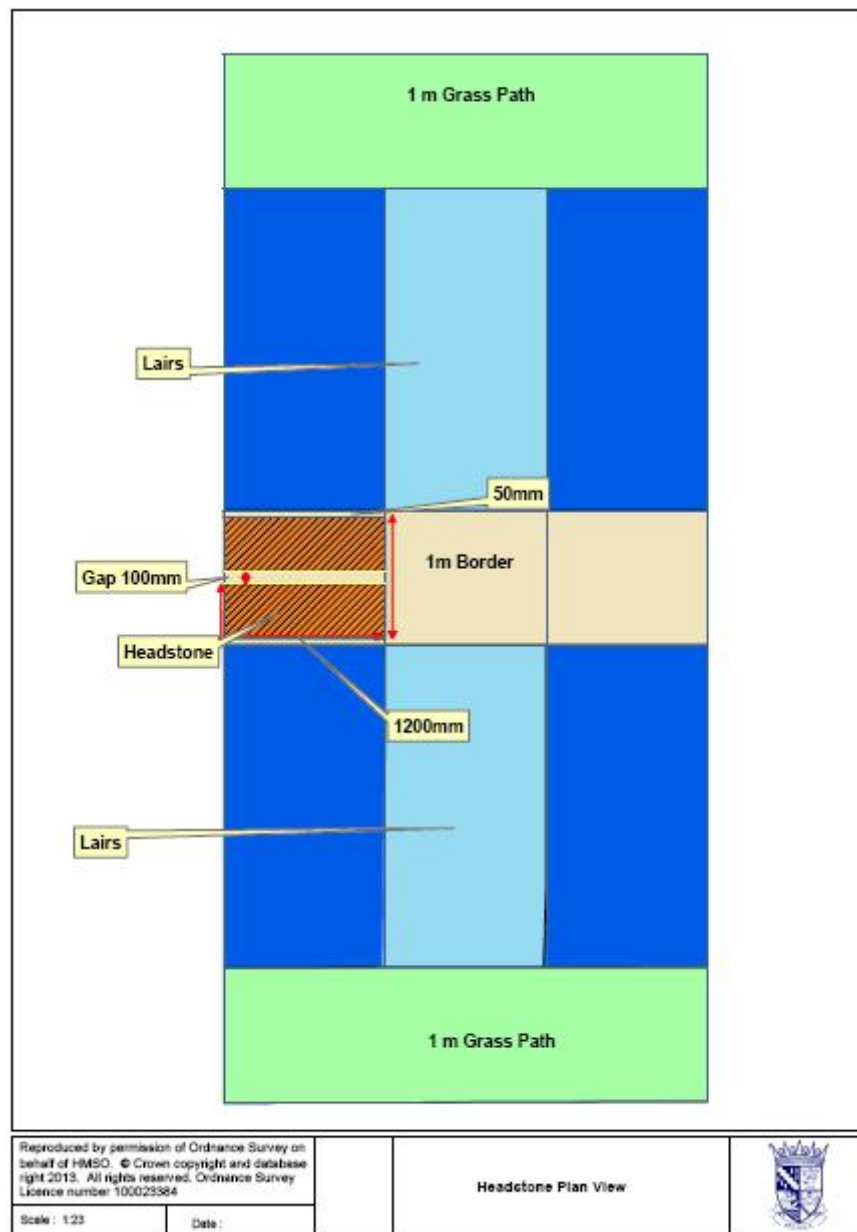 1 m Grass Path
Lairs
50mm
1m Border
Gap 100mm
Headstone
1200mm
Lairs
1 m Grass Path
Reproduced by permission of Ordnance Survey on
behalf of HMSO. © Crown copyright and database
right 2013. All rights reserved. Ordnance Survey
Licence number 100023384
Headstone Plan View
Scale : 1:23
Date :